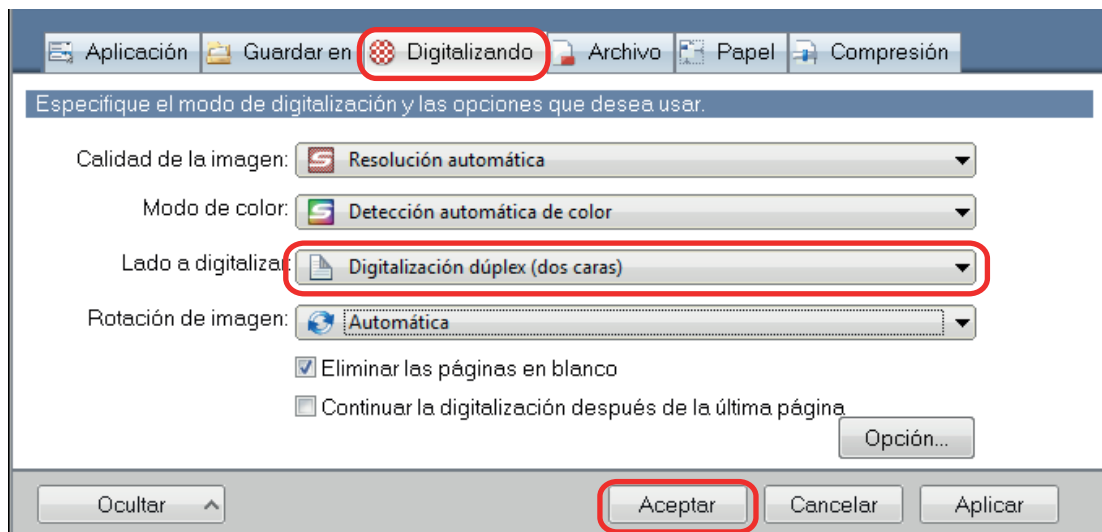 Aplicación Guardar en Digitalizando Archivo Papel Compresión
Especifique el modo de digitalización y las opciones que desea usar.
Calidad de la imagen: Resolución automática
Modo de color: Detección automática de color
Lado a digitalizar: Digitalización dúplex (dos caras)
Rotación de imagen: Automática
Eliminar las páginas en blanco
Continuar la digitalización después de la última página
Opción...
Ocultar Aceptar Cancelar Aplicar